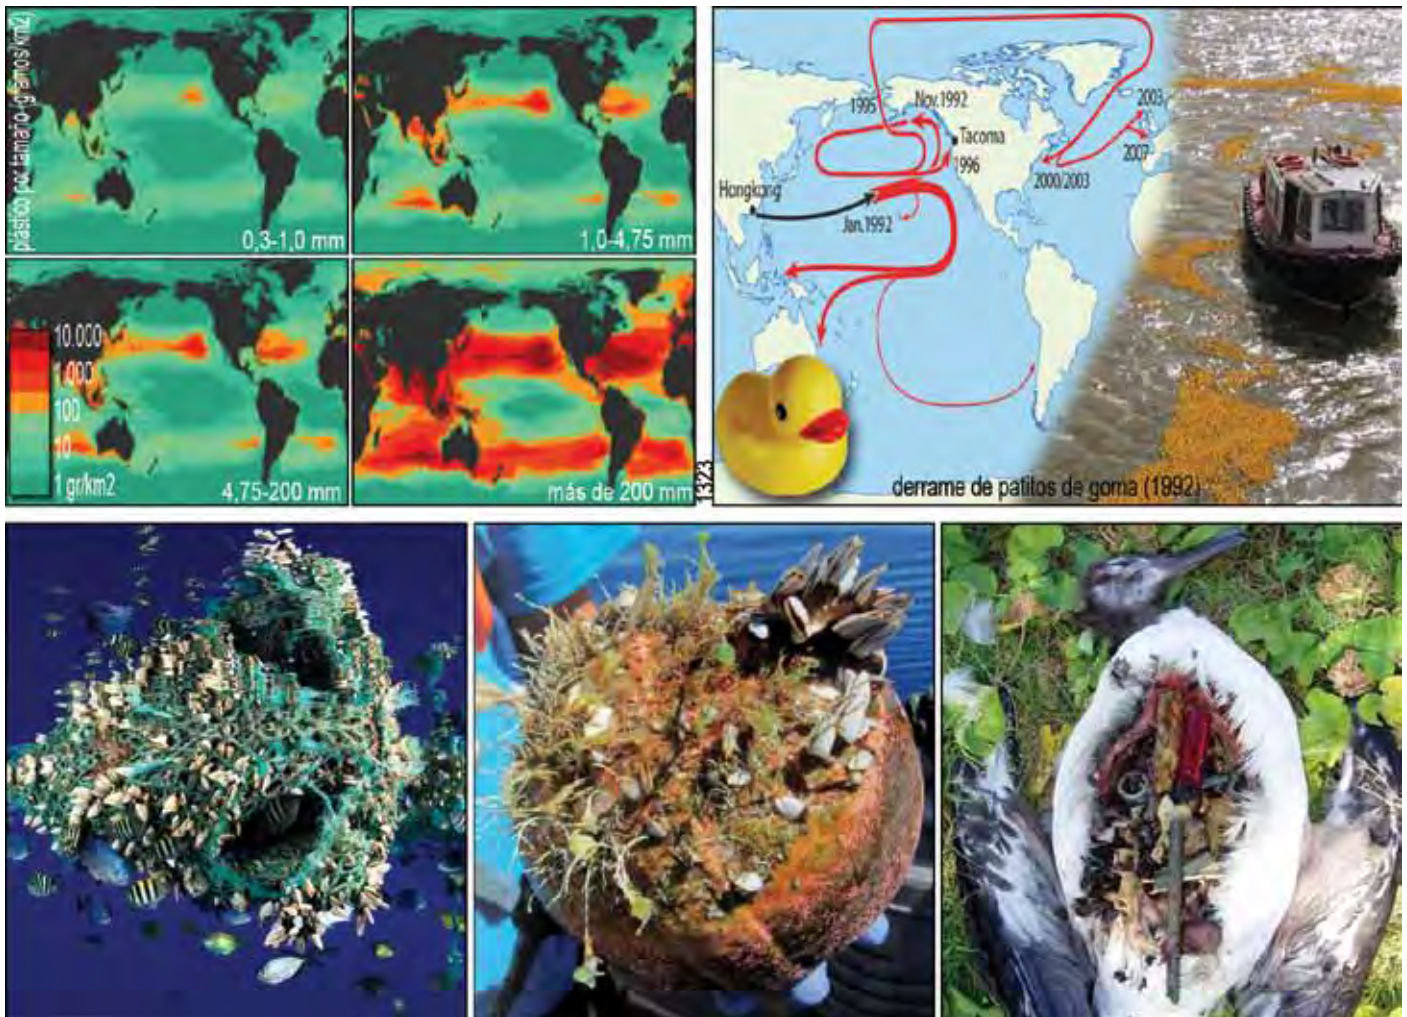 plástico por tamaño (gramos/km2)
0,3-1,0 mm
1,0-4,75 mm
10.000
1.000
100
10
1 gr/km2
4,75-200 mm
más de 200 mm
1323
1995
Nov.1992
Tacoma
1996
2003
2007
2000/2003
Hongkong
Jan.1992
derrame de patitos de goma (1992)